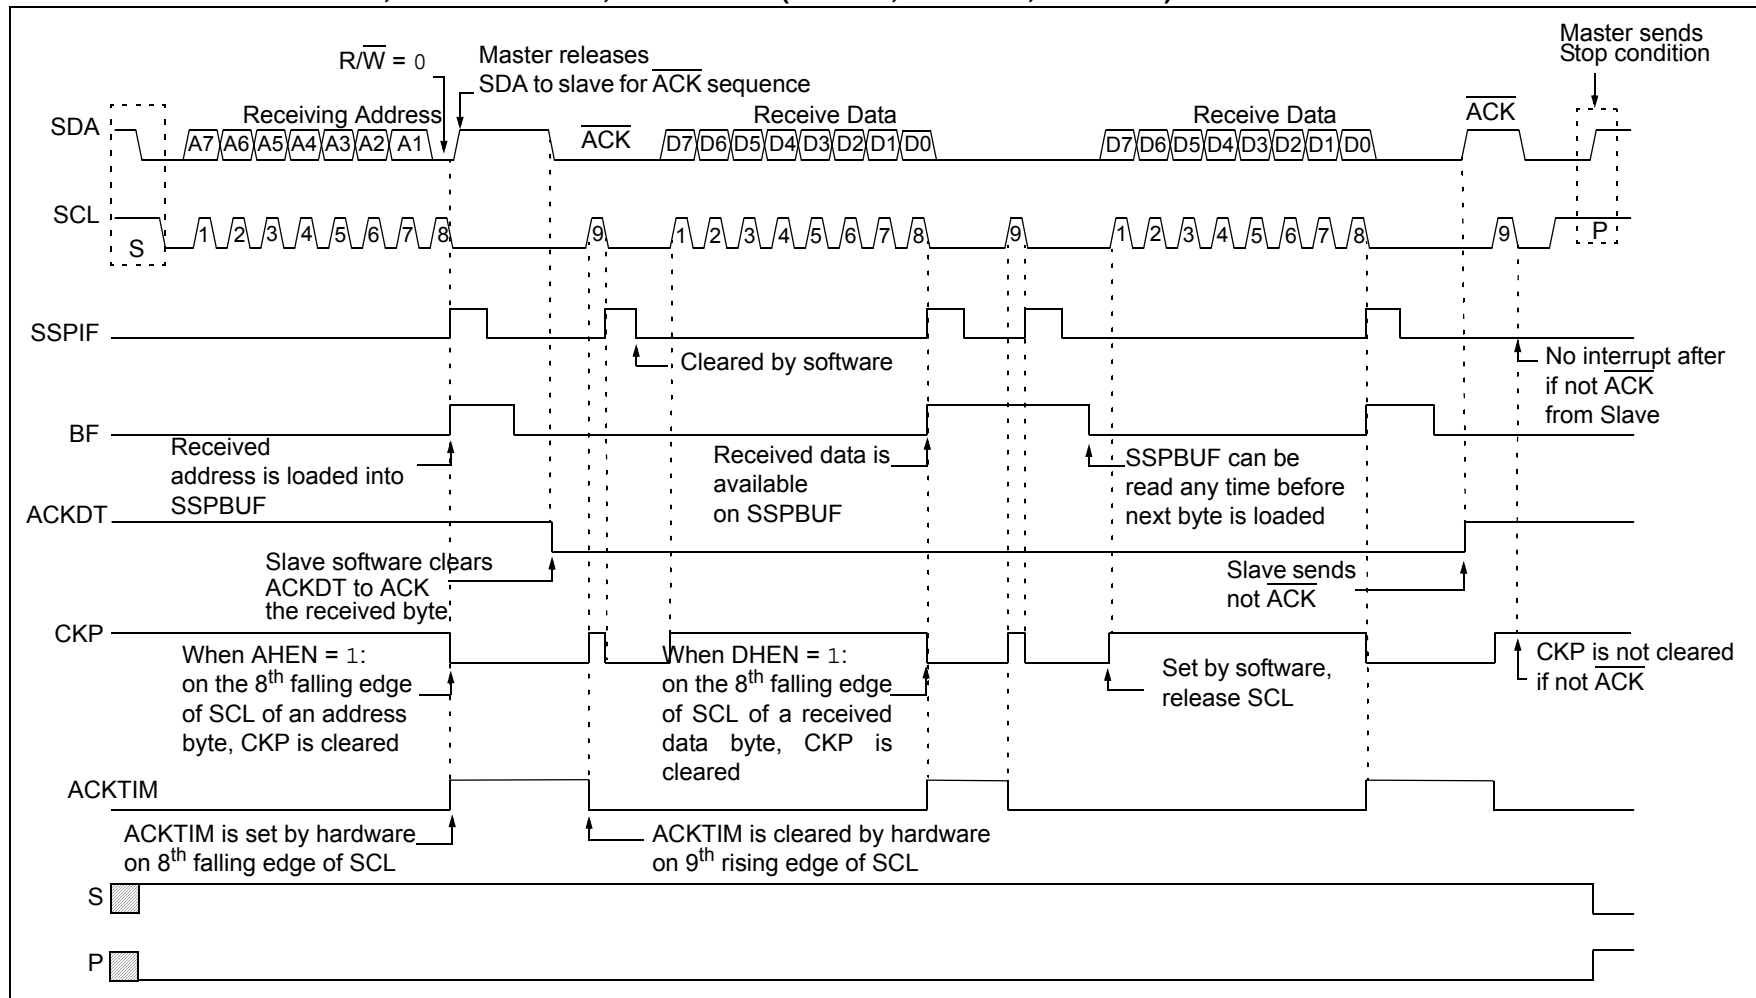 Master sends
Stop condition
R/W = 0
Master releases
SDA to slave for ACK sequence
SDA
Receiving Address
ACK
Receive Data
Receive Data
ACK
A7 A6 A5 A4 A3 A2 A1
D7 D6 D5 D4 D3 D2 D1 D0
D7 D6 D5 D4 D3 D2 D1 D0
SCL
S
1 2 3 4 5 6 7 8 9
1 2 3 4 5 6 7 8 9
1 2 3 4 5 6 7 8 9
P
SSPIF
Cleared by software
No interrupt after
if not ACK
from Slave
BF
Received
address is loaded into
SSPBUF
Received data is
available
on SSPBUF
SSPBUF can be
read any time before
next byte is loaded
ACKDT
Slave software clears
ACKDT to ACK
the received byte
Slave sends
not ACK
CKP
When AHEN = 1:
on the 8th falling edge
of SCL of an address
byte, CKP is cleared
When DHEN = 1:
on the 8th falling edge
of SCL of a received
data byte, CKP is
cleared
Set by software,
release SCL
CKP is not cleared
if not ACK
ACKTIM
ACKTIM is set by hardware
on 8th falling edge of SCL
ACKTIM is cleared by hardware
on 9th rising edge of SCL
S
P